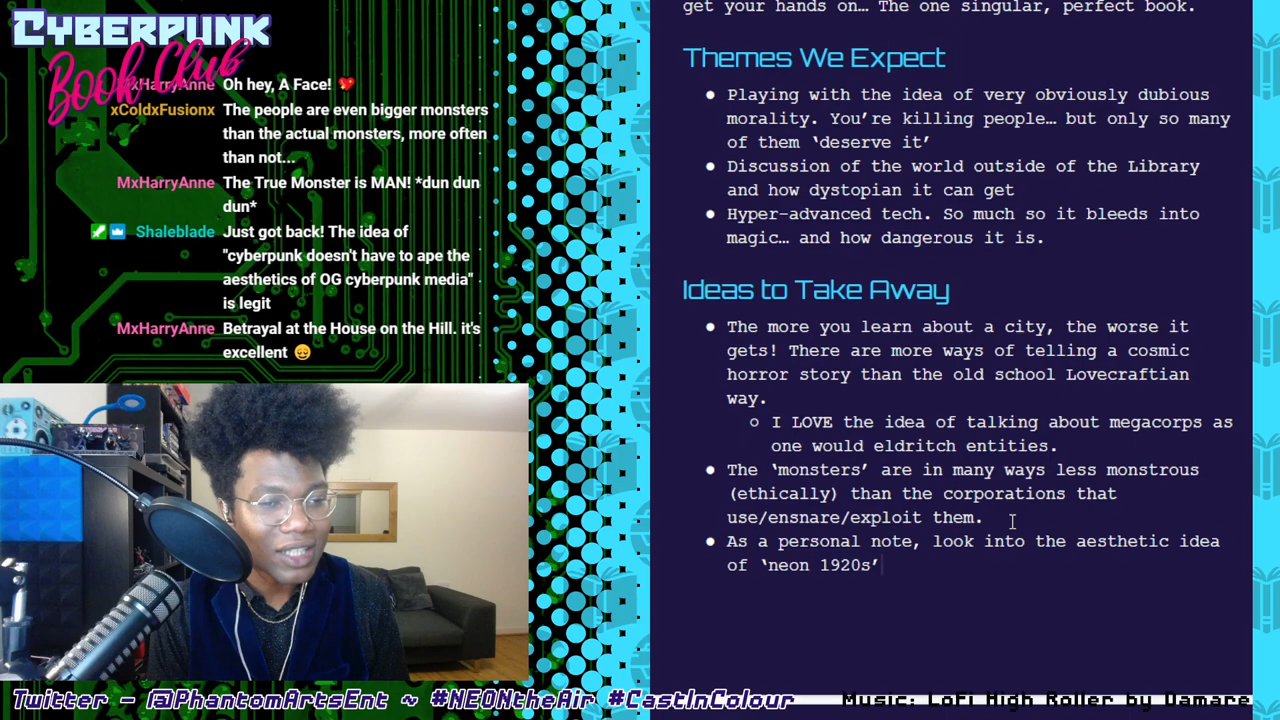 CYBERPUNK
Book Club
MxHarryAnne Oh hey, A Face! 💖
xColdxFusionx The people are even bigger monsters
than the actual monsters, more often
than not...
MxHarryAnne The True Monster is MAN! *dun dun
dun*
Shaleblade Just got back! The idea of
"cyberpunk doesn't have to ape the
aesthetics of OG cyberpunk media"
is legit
MxHarryAnne Betrayal at the House on the Hill. it's
excellent 😌
get your hands on… The one singular, perfect book.
Themes We Expect
● Playing with the idea of very obviously dubious
morality. You’re killing people… but only so many
of them ‘deserve it’
● Discussion of the world outside of the Library
and how dystopian it can get
● Hyper-advanced tech. So much so it bleeds into
magic… and how dangerous it is.
Ideas to Take Away
● The more you learn about a city, the worse it
gets! There are more ways of telling a cosmic
horror story than the old school Lovecraftian
way.
○ I LOVE the idea of talking about megacorps as
one would eldritch entities.
● The ‘monsters’ are in many ways less monstrous
(ethically) than the corporations that
use/ensnare/exploit them.
● As a personal note, look into the aesthetic idea
of ‘neon 1920s’
Twitter - @PhantomArtsEnt ~ #NEONtheAir #CastInColour
Music: LoFi High Roller by Damare